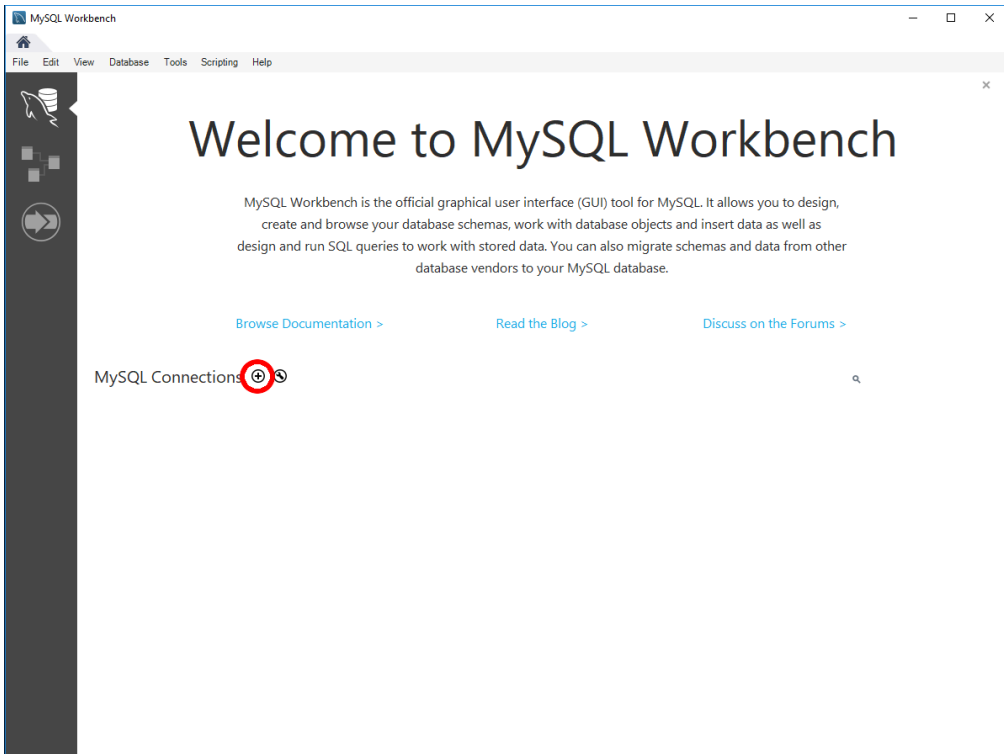 MySQL Workbench
File Edit View Database Tools Scripting Help
Welcome to MySQL Workbench
MySQL Workbench is the official graphical user interface (GUI) tool for MySQL. It allows you to design,
create and browse your database schemas, work with database objects and insert data as well as
design and run SQL queries to work with stored data. You can also migrate schemas and data from other
database vendors to your MySQL database.
Browse Documentation > Read the Blog > Discuss on the Forums >
MySQL Connections